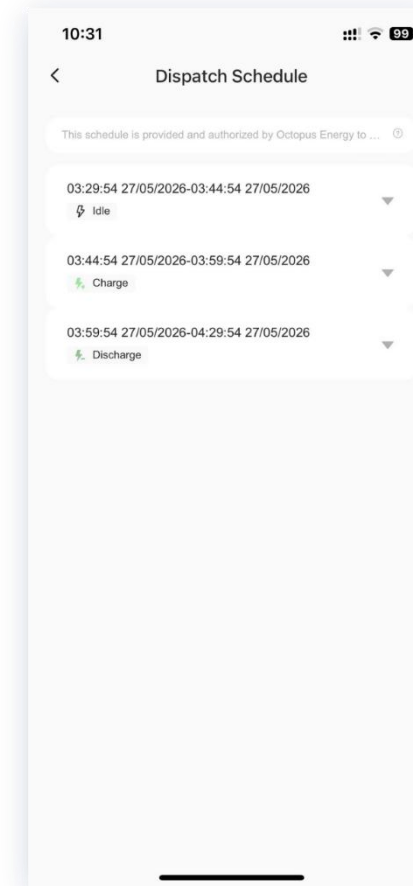 10:31
99
Dispatch Schedule
This schedule is provided and authorized by Octopus Energy to ...
03:29:54 27/05/2026-03:44:54 27/05/2026
Idle
03:44:54 27/05/2026-03:59:54 27/05/2026
Charge
03:59:54 27/05/2026-04:29:54 27/05/2026
Discharge